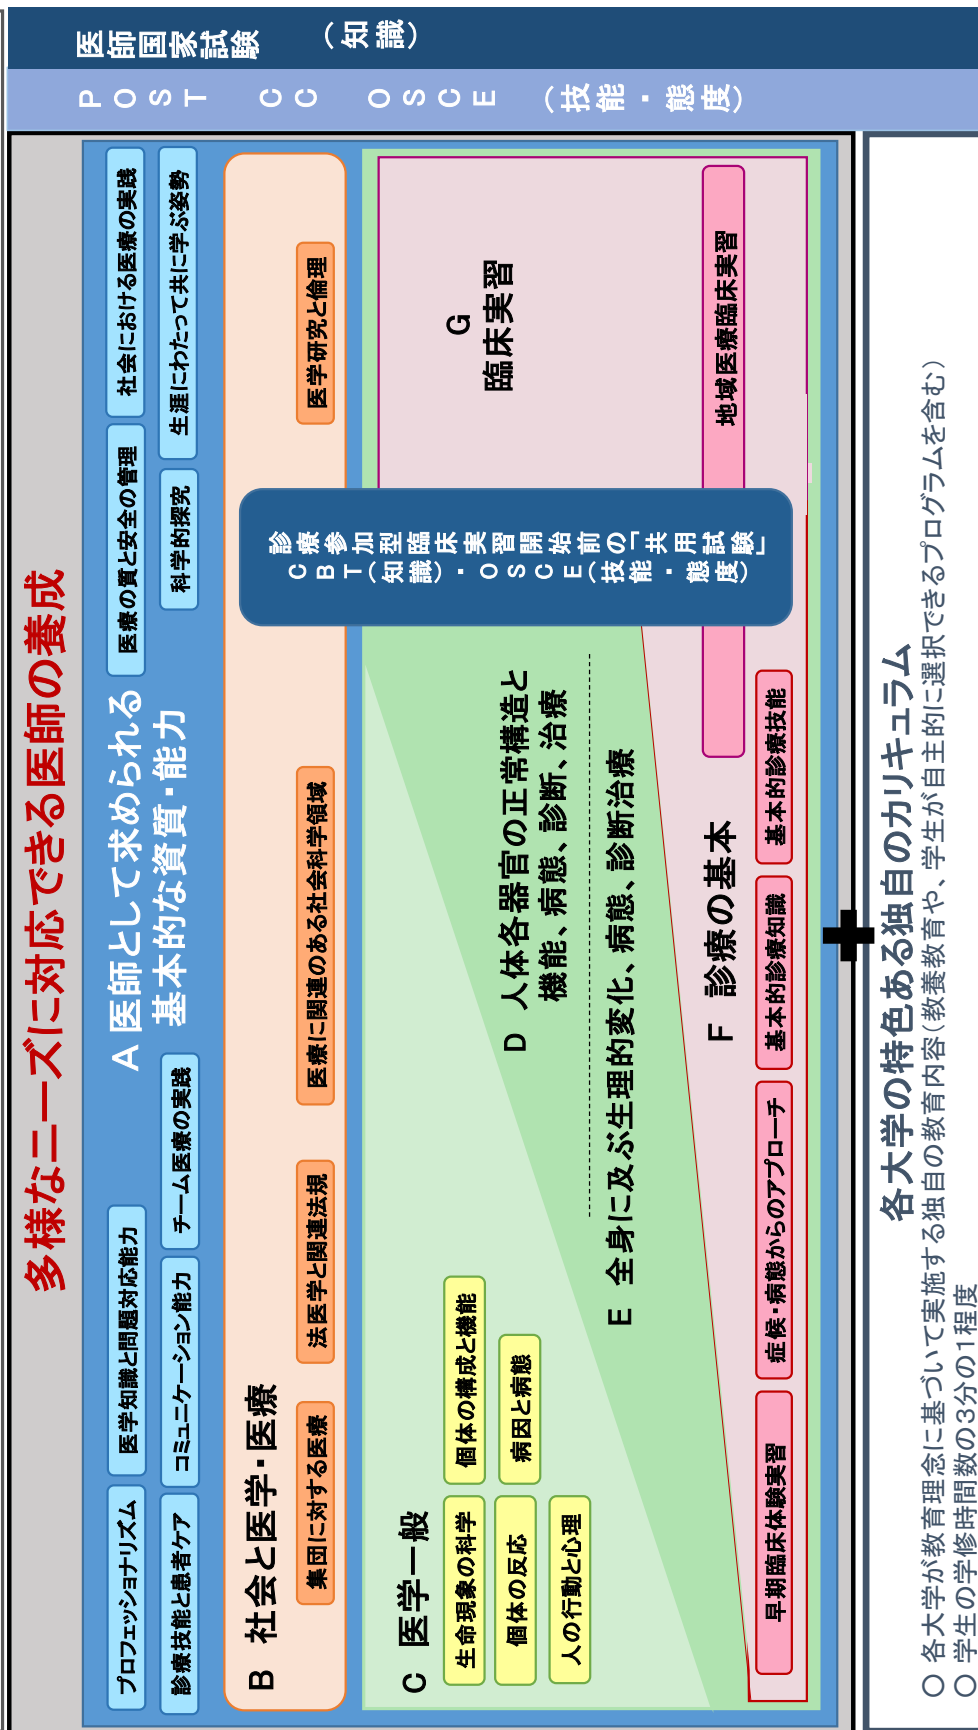 多様なニーズに対応できる医師の養成
A 医師として求められる
基本的な資質・能力
プロフェッショナリズム
医学知識と問題対応能力
医療の質と安全の管理
社会における医療の実践
診療技能と患者ケア
コミュニケーション能力
チーム医療の実践
科学的探究
生涯にわたって共に学ぶ姿勢
B 社会と医学・医療
集団に対する医療
法医学と関連法規
医療に関連のある社会科学領域
医学研究と倫理
C 医学一般
生命現象の科学
個体の構成と機能
個体の反応
病因と病態
人の行動と心理
D 人体各器官の正常構造と
機能、病態、診断、治療
E 全身に及ぶ生理的変化、病態、診断治療
F 診療の基本
早期臨床体験実習
症候・病態からのアプローチ
基本的診療知識
基本的診療技能
診療参加型臨床実習開始前の「共用試験」
CBT(知識)・OSCE(技能・態度)
G
臨床実習
地域医療臨床実習
POST CC OSCE (技能・態度)
医師国家試験 (知識)
各大学の特色ある独自のカリキュラム
○ 各大学が教育理念に基づいて実施する独自の教育内容(教養教育や、学生が自主的に選択できるプログラムを含む)
○ 学生の学修時間数の3分の1程度